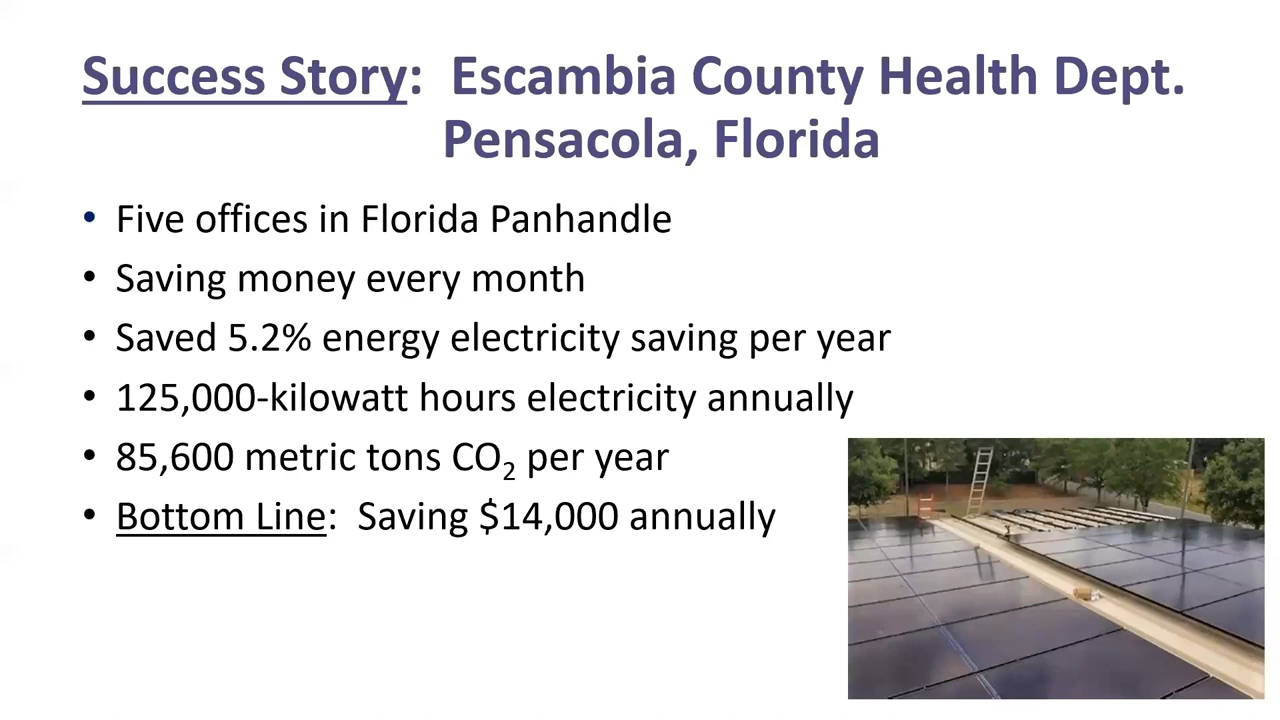 Success Story: Escambia County Health Dept.
Pensacola, Florida
• Five offices in Florida Panhandle
• Saving money every month
• Saved 5.2% energy electricity saving per year
• 125,000-kilowatt hours electricity annually
• 85,600 metric tons CO₂ per year
• Bottom Line: Saving $14,000 annually